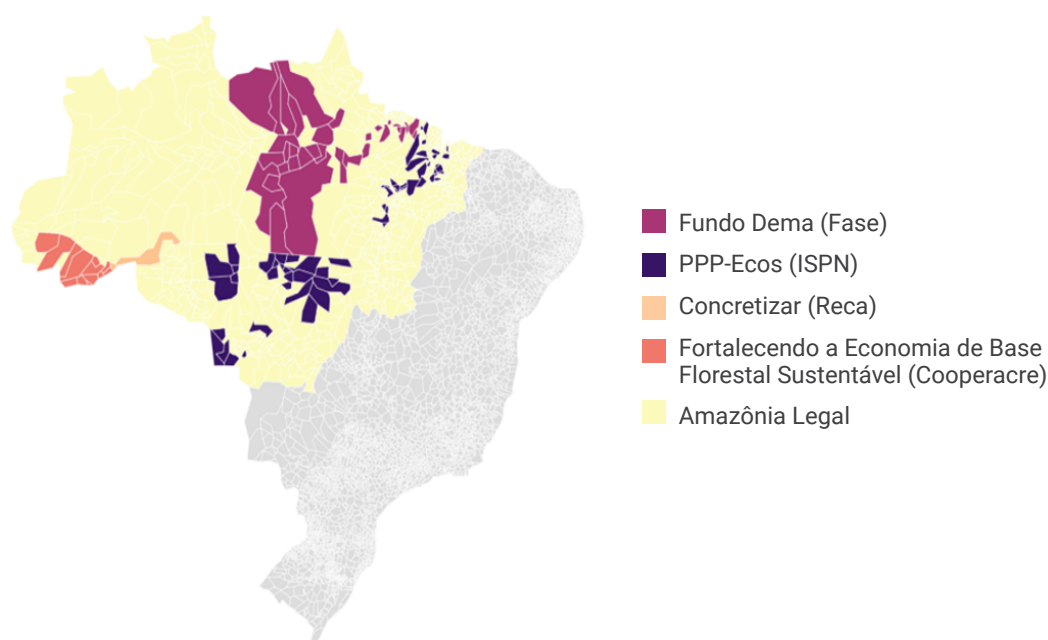 Fundo Dema (Fase)
PPP-Ecos (ISPN)
Concretizar (Reca)
Fortalecendo a Economia de Base
Florestal Sustentável (Cooperacre)
Amazônia Legal